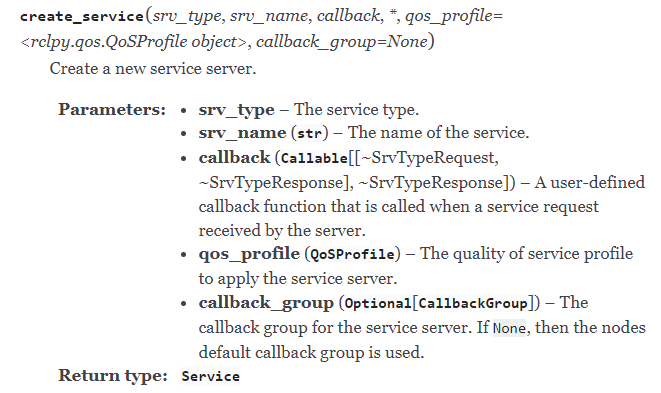 create_service(srv_type, srv_name, callback, *, qos_profile=
<rclpy.qos.QoSProfile object>, callback_group=None)
Create a new service server.
Parameters: • srv_type – The service type.
• srv_name (str) – The name of the service.
• callback (Callable[[~SrvTypeRequest,
~SrvTypeResponse], ~SrvTypeResponse]) – A user-defined
callback function that is called when a service request
received by the server.
• qos_profile (QoSProfile) – The quality of service profile
to apply the service server.
• callback_group (Optional[CallbackGroup]) – The
callback group for the service server. If None, then the nodes
default callback group is used.
Return type: Service